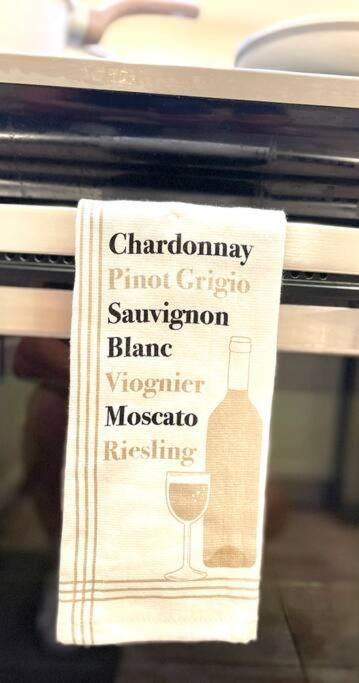 Chardonnay
Pinot Grigio
Sauvignon
Blanc
Viognier
Moscato
Riesling